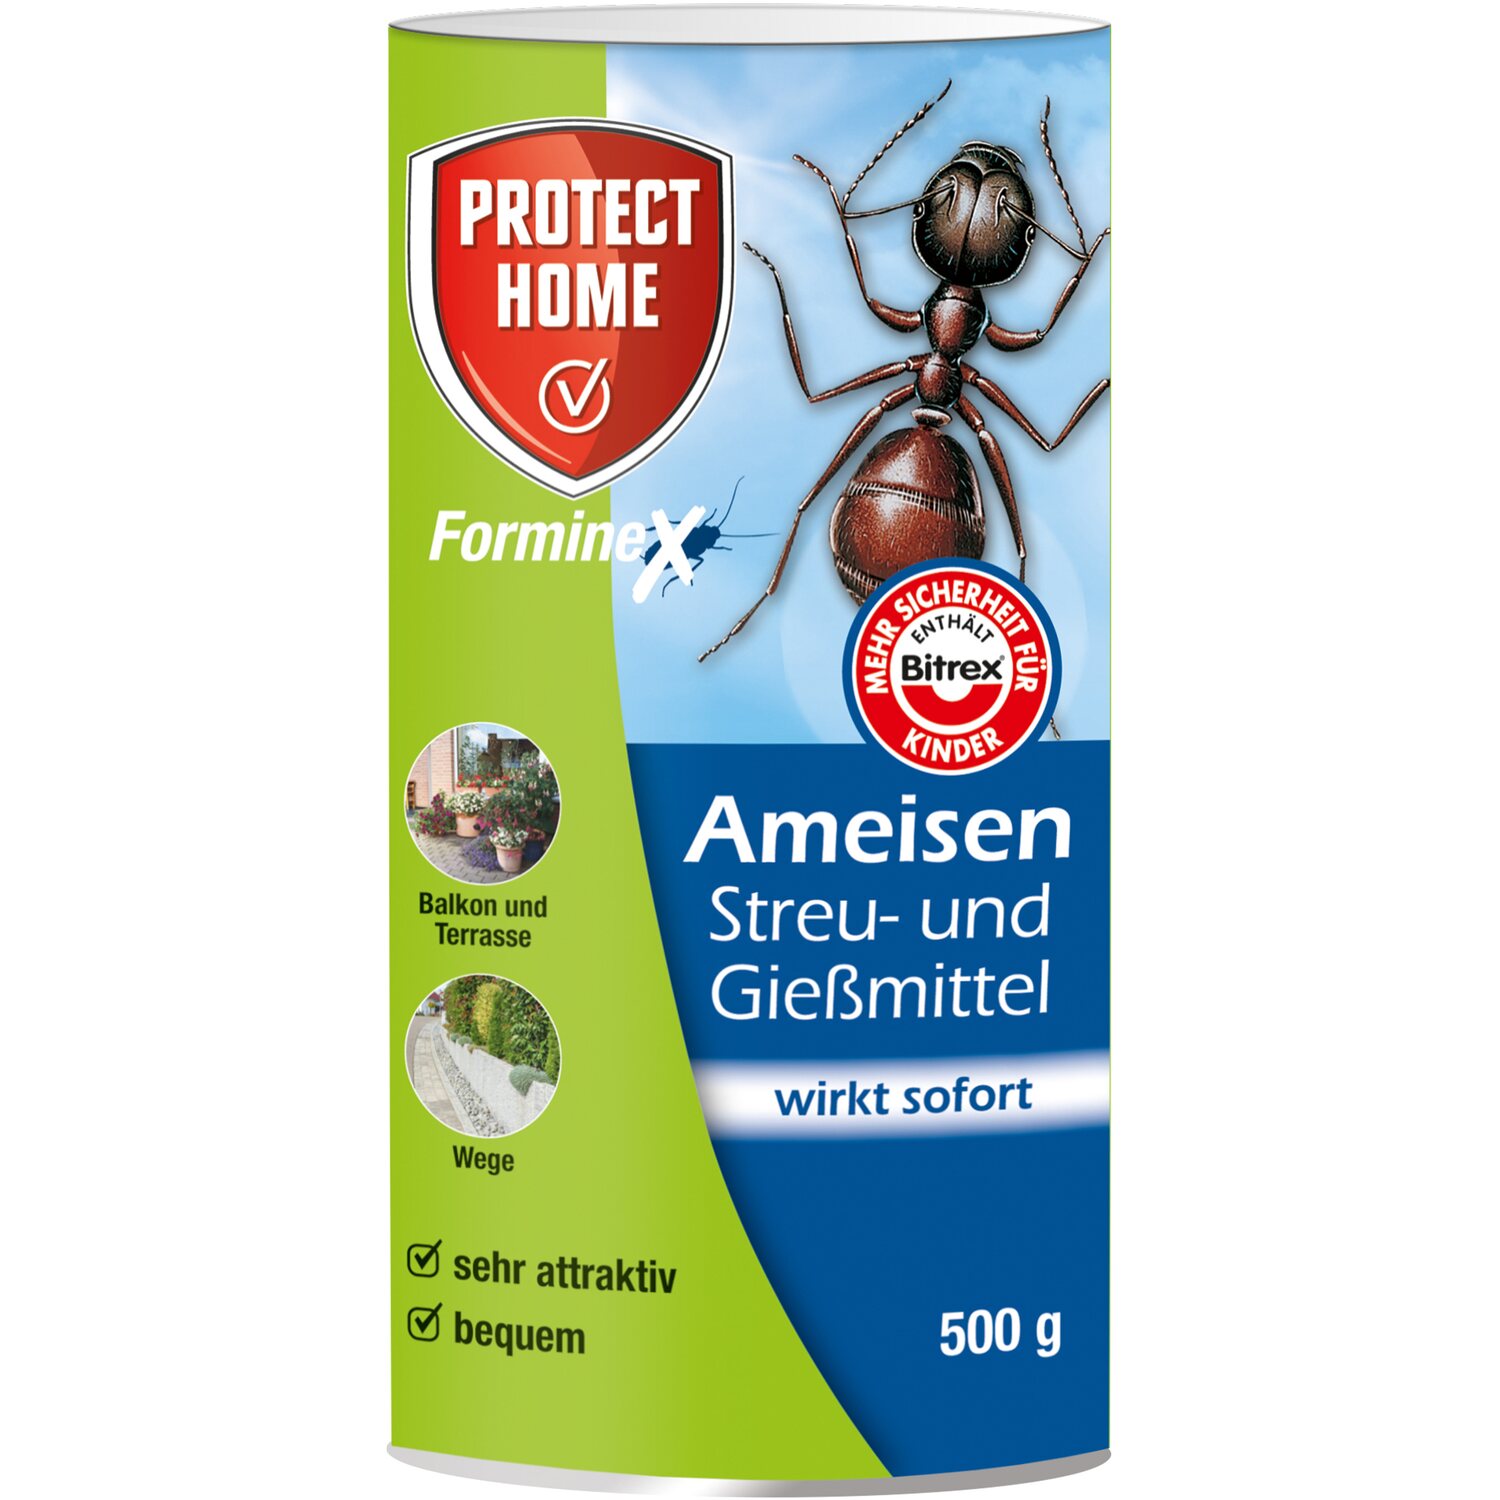 PROTECT
HOME
FormineX
MEHR SICHERHEIT FÜR
KINDER
ENTHÄLT
Bitrex®
Ameisen
Streu- und
Gießmittel
wirkt sofort
Balkon und
Terrasse
Wege
sehr attraktiv
bequem
500 g